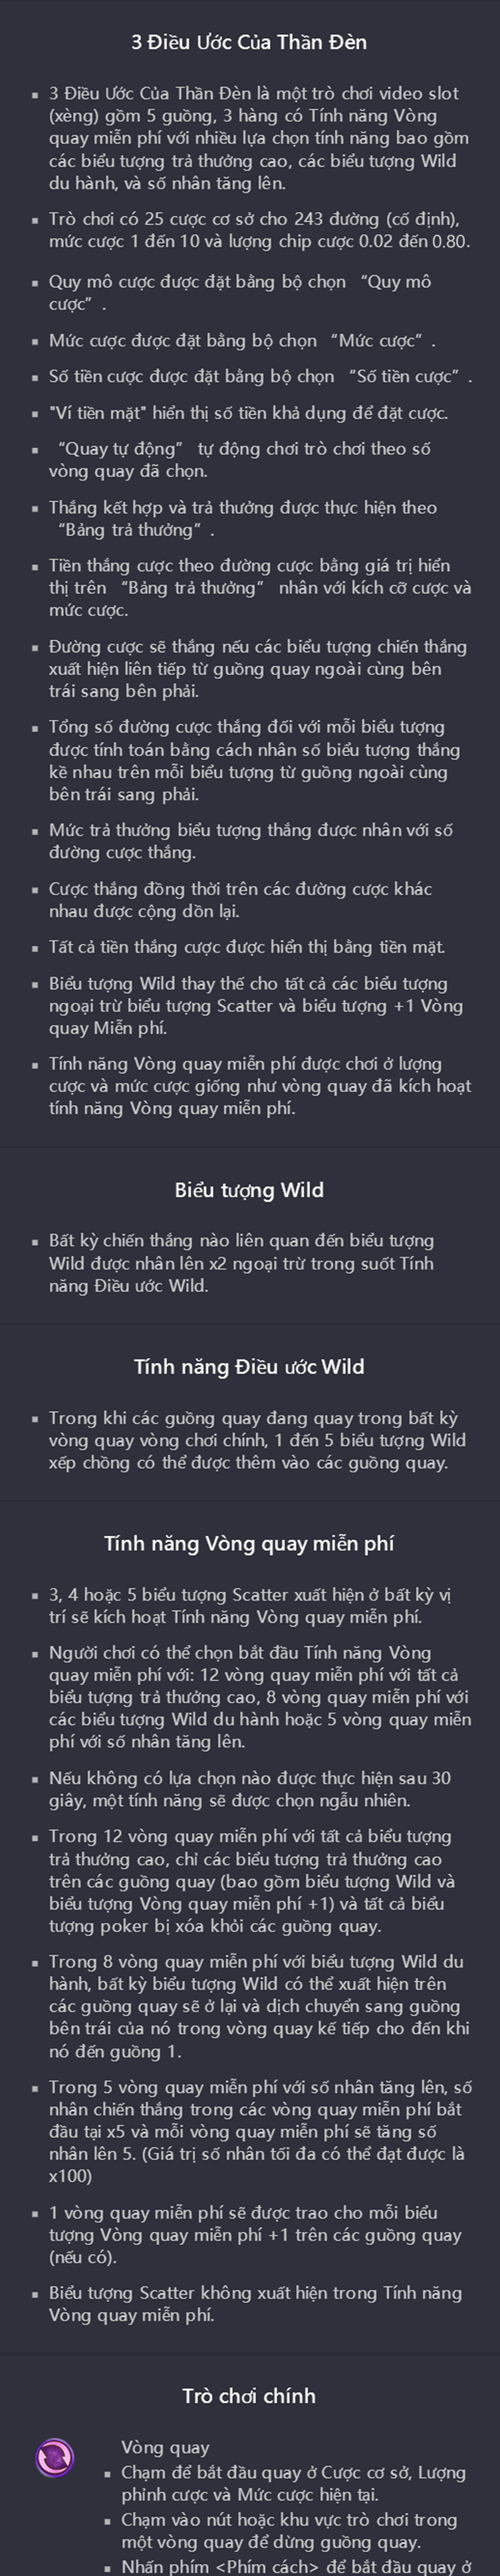 3 Điều Ước Của Thần Đèn
▪ 3 Điều Ước Của Thần Đèn là một trò chơi video slot
(xèng) gồm 5 guồng, 3 hàng có Tính năng Vòng
quay miễn phí với nhiều lựa chọn tính năng bao gồm
các biểu tượng trả thưởng cao, các biểu tượng Wild
du hành, và số nhân tăng lên.
▪ Trò chơi có 25 cược cơ sở cho 243 đường (cố định),
mức cược 1 đến 10 và lượng chip cược 0.02 đến 0.80.
▪ Quy mô cược được đặt bằng bộ chọn “Quy mô
cược” .
▪ Mức cược được đặt bằng bộ chọn “Mức cược” .
▪ Số tiền cược được đặt bằng bộ chọn “Số tiền cược” .
▪ "Ví tiền mặt" hiển thị số tiền khả dụng để đặt cược.
▪ “Quay tự động” tự động chơi trò chơi theo số
vòng quay đã chọn.
▪ Thắng kết hợp và trả thưởng được thực hiện theo
“Bảng trả thưởng” .
▪ Tiền thắng cược theo đường cược bằng giá trị hiển
thị trên “Bảng trả thưởng” nhân với kích cỡ cược và
mức cược.
▪ Đường cược sẽ thắng nếu các biểu tượng chiến thắng
xuất hiện liên tiếp từ guồng quay ngoài cùng bên
trái sang bên phải.
▪ Tổng số đường cược thắng đối với mỗi biểu tượng
được tính toán bằng cách nhân số biểu tượng thắng
kề nhau trên mỗi biểu tượng từ guồng ngoài cùng
bên trái sang phải.
▪ Mức trả thưởng biểu tượng thắng được nhân với số
đường cược thắng.
▪ Cược thắng đồng thời trên các đường cược khác
nhau được cộng dồn lại.
▪ Tất cả tiền thắng cược được hiển thị bằng tiền mặt.
▪ Biểu tượng Wild thay thế cho tất cả các biểu tượng
ngoại trừ biểu tượng Scatter và biểu tượng +1 Vòng
quay Miễn phí.
▪ Tính năng Vòng quay miễn phí được chơi ở lượng
cược và mức cược giống như vòng quay đã kích hoạt
tính năng Vòng quay miễn phí.
Biểu tượng Wild
▪ Bất kỳ chiến thắng nào liên quan đến biểu tượng
Wild được nhân lên x2 ngoại trừ trong suốt Tính
năng Điều ước Wild.
Tính năng Điều ước Wild
▪ Trong khi các guồng quay đang quay trong bất kỳ
vòng quay vòng chơi chính, 1 đến 5 biểu tượng Wild
xếp chồng có thể được thêm vào các guồng quay.
Tính năng Vòng quay miễn phí
▪ 3, 4 hoặc 5 biểu tượng Scatter xuất hiện ở bất kỳ vị
trí sẽ kích hoạt Tính năng Vòng quay miễn phí.
▪ Người chơi có thể chọn bắt đầu Tính năng Vòng
quay miễn phí với: 12 vòng quay miễn phí với tất cả
biểu tượng trả thưởng cao, 8 vòng quay miễn phí với
các biểu tượng Wild du hành hoặc 5 vòng quay miễn
phí với số nhân tăng lên.
▪ Nếu không có lựa chọn nào được thực hiện sau 30
giây, một tính năng sẽ được chọn ngẫu nhiên.
▪ Trong 12 vòng quay miễn phí với tất cả biểu tượng
trả thưởng cao, chỉ các biểu tượng trả thưởng cao
trên các guồng quay (bao gồm biểu tượng Wild và
biểu tượng Vòng quay miễn phí +1) và tất cả biểu
tượng poker bị xóa khỏi các guồng quay.
▪ Trong 8 vòng quay miễn phí với biểu tượng Wild du
hành, bất kỳ biểu tượng Wild có thể xuất hiện trên
các guồng quay sẽ ở lại và dịch chuyển sang guồng
bên trái của nó trong vòng quay kế tiếp cho đến khi
nó đến guồng 1.
▪ Trong 5 vòng quay miễn phí với số nhân tăng lên, số
nhân chiến thắng trong các vòng quay miễn phí bắt
đầu tại x5 và mỗi vòng quay miễn phí sẽ tăng số
nhân lên 5. (Giá trị số nhân tối đa có thể đạt được là
x100)
▪ 1 vòng quay miễn phí sẽ được trao cho mỗi biểu
tượng Vòng quay miễn phí +1 trên các guồng quay
(nếu có).
▪ Biểu tượng Scatter không xuất hiện trong Tính năng
Vòng quay miễn phí.
Trò chơi chính
Vòng quay
▪ Chạm để bắt đầu quay ở Cược cơ sở, Lượng
phỉnh cược và Mức cược hiện tại.
▪ Chạm vào nút hoặc khu vực trò chơi trong
một vòng quay để dừng guồng quay.
▪ Nhấn phím <Phím cách> để bắt đầu quay ở